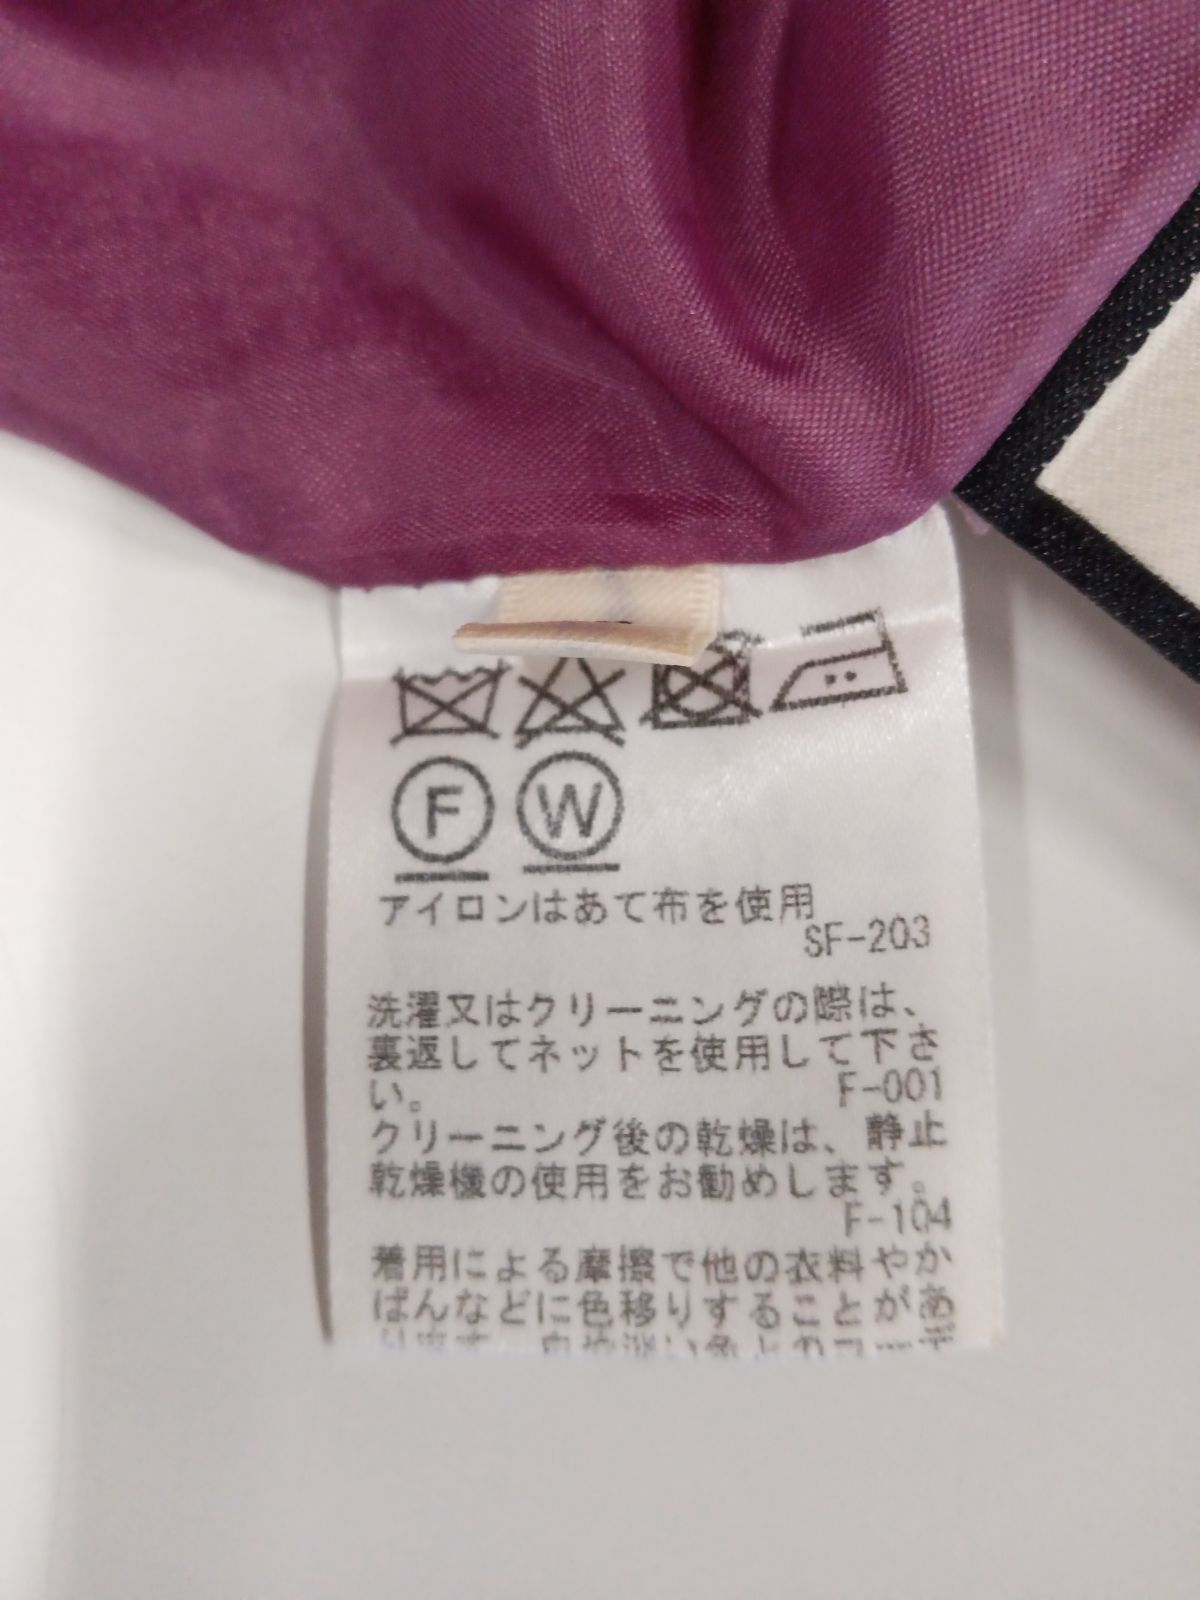 F W
アイロンはあて布を使用
SF-203
洗濯又はクリーニングの際は、
裏返してネットを使用して下さ
い。 F-001
クリーニング後の乾燥は、静止
乾燥機の使用をお勧めします。
F-104
着用による摩擦で他の衣料やか
ばんなどに色移りすることがあ